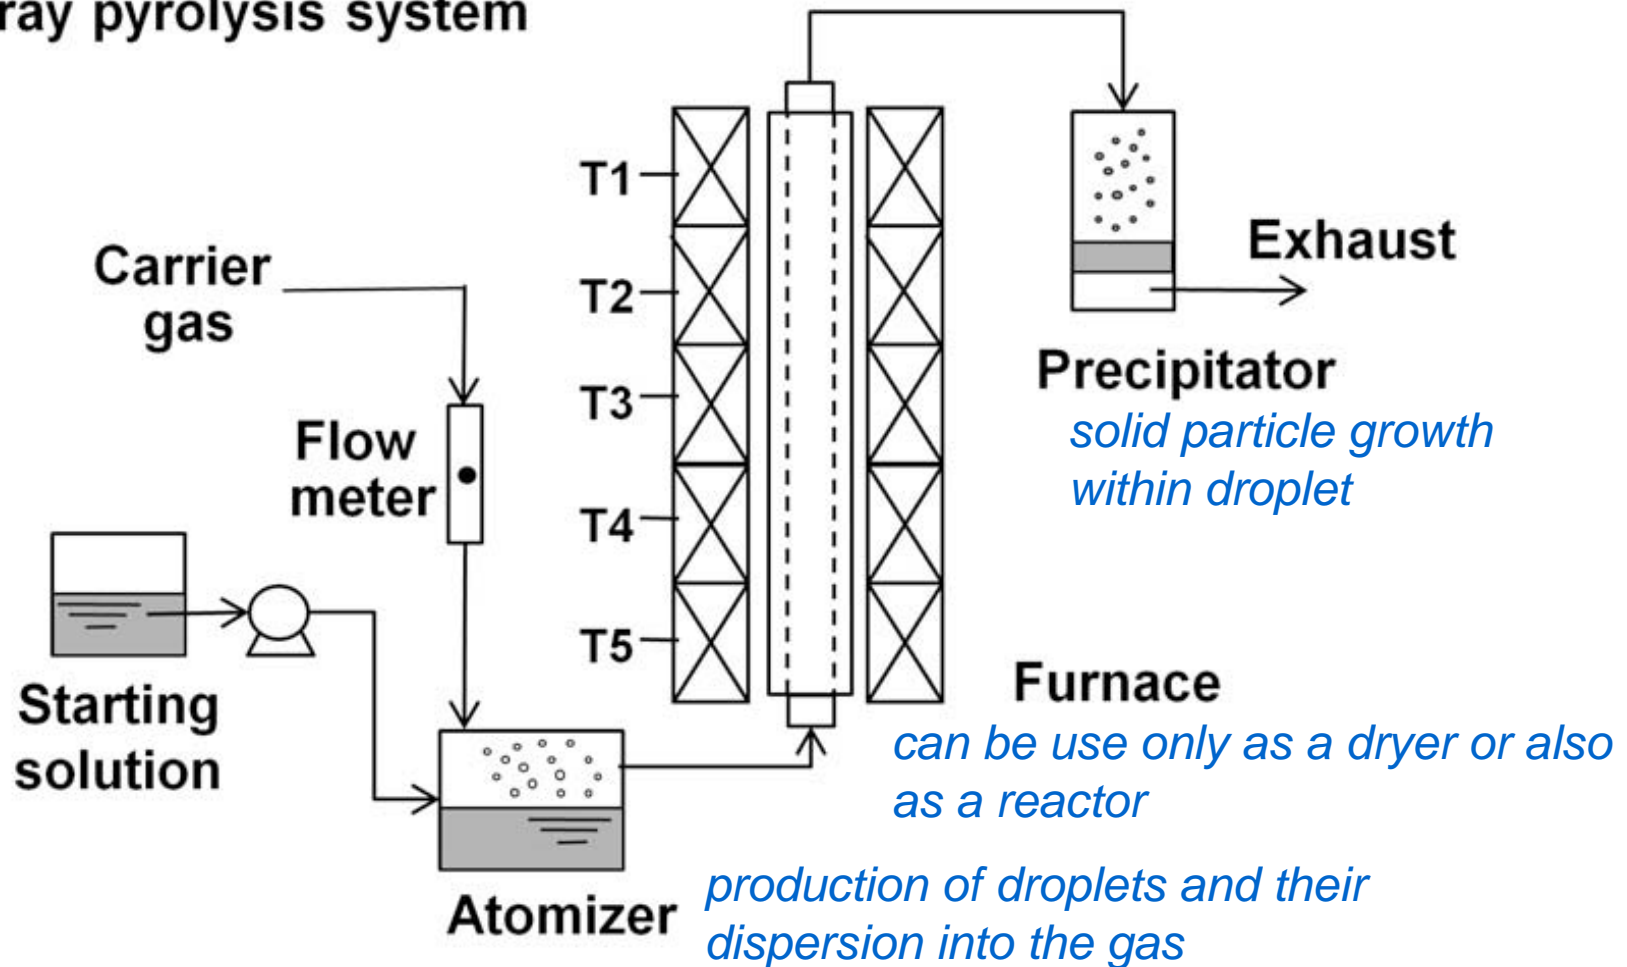 ray pyrolysis system
Carrier
gas
Flow
meter
Starting
solution
Atomizer
production of droplets and their
dispersion into the gas
T1
T2
T3
T4
T5
Furnace
can be use only as a dryer or also
as a reactor
Exhaust
Precipitator
solid particle growth
within droplet